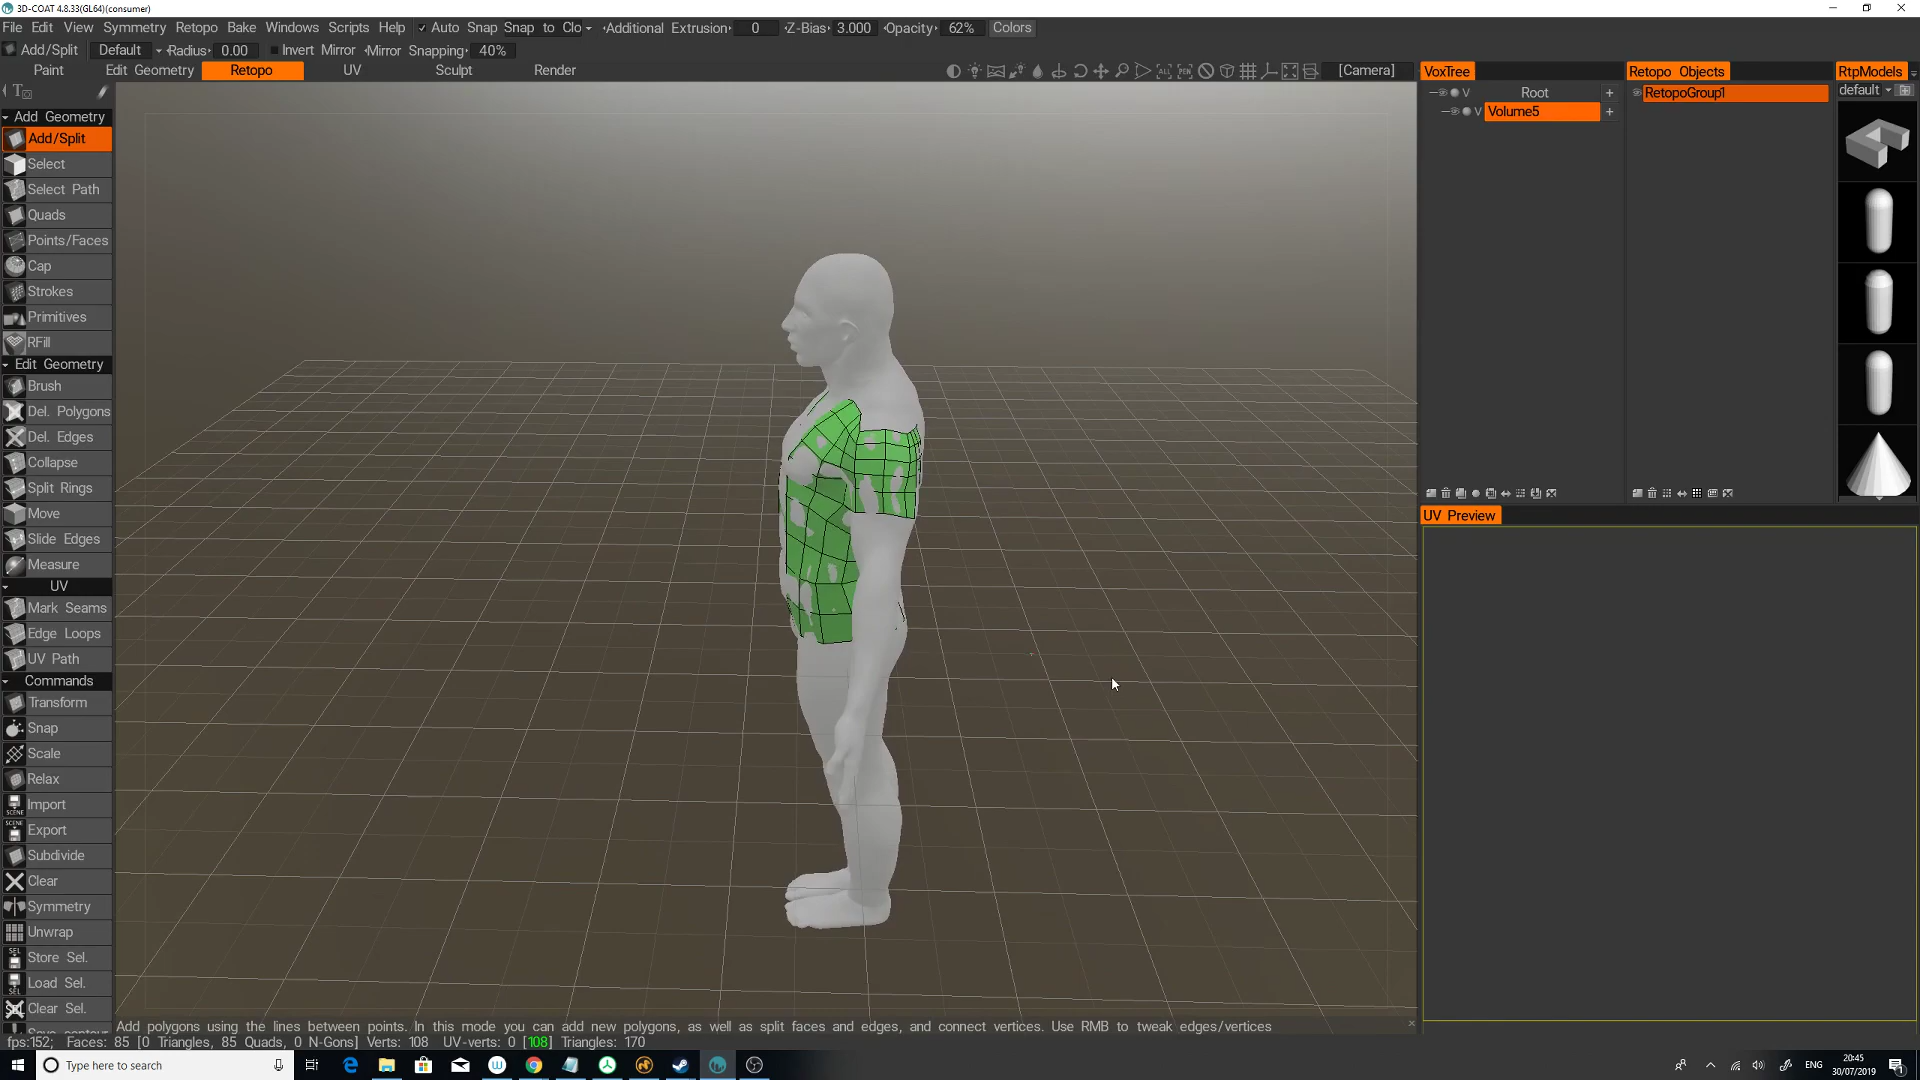 3D-COAT 4.8.33(GL64)(consumer)
File Edit View Symmetry Retopo Bake Windows Scripts Help Auto Snap Snap to Clo Additional Extrusion: 0 Z-Bias: 3.000 Opacity: 62% Colors
Add/Split Default Radius: 0.00 Invert Mirror Mirror Snapping: 40%
Paint Edit Geometry Retopo UV Sculpt Render [Camera]
VoxTree Retopo Objects RtpModels
V Root +
V Volume5 +
RetopoGroup1
default
Add Geometry
Add/Split
Select
Select Path
Quads
Points/Faces
Cap
Strokes
Primitives
RFill
Edit Geometry
Brush
Del. Polygons
Del. Edges
Collapse
Split Rings
Move
Slide Edges
Measure
UV
Mark Seams
Edge Loops
UV Path
Commands
Transform
Snap
Scale
Relax
Import
Export
Subdivide
Clear
Symmetry
Unwrap
Store Sel.
Load Sel.
Clear Sel.
UV Preview
Add polygons using the lines between points. In this mode you can add new polygons, as well as split faces and edges, and connect vertices. Use RMB to tweak edges/vertices
fps:152; Faces: 85 [0 Triangles, 85 Quads, 0 N-Gons] Verts: 108 UV-verts: 0 [108] Triangles: 170
Type here to search
ENG
20:45
30/07/2019